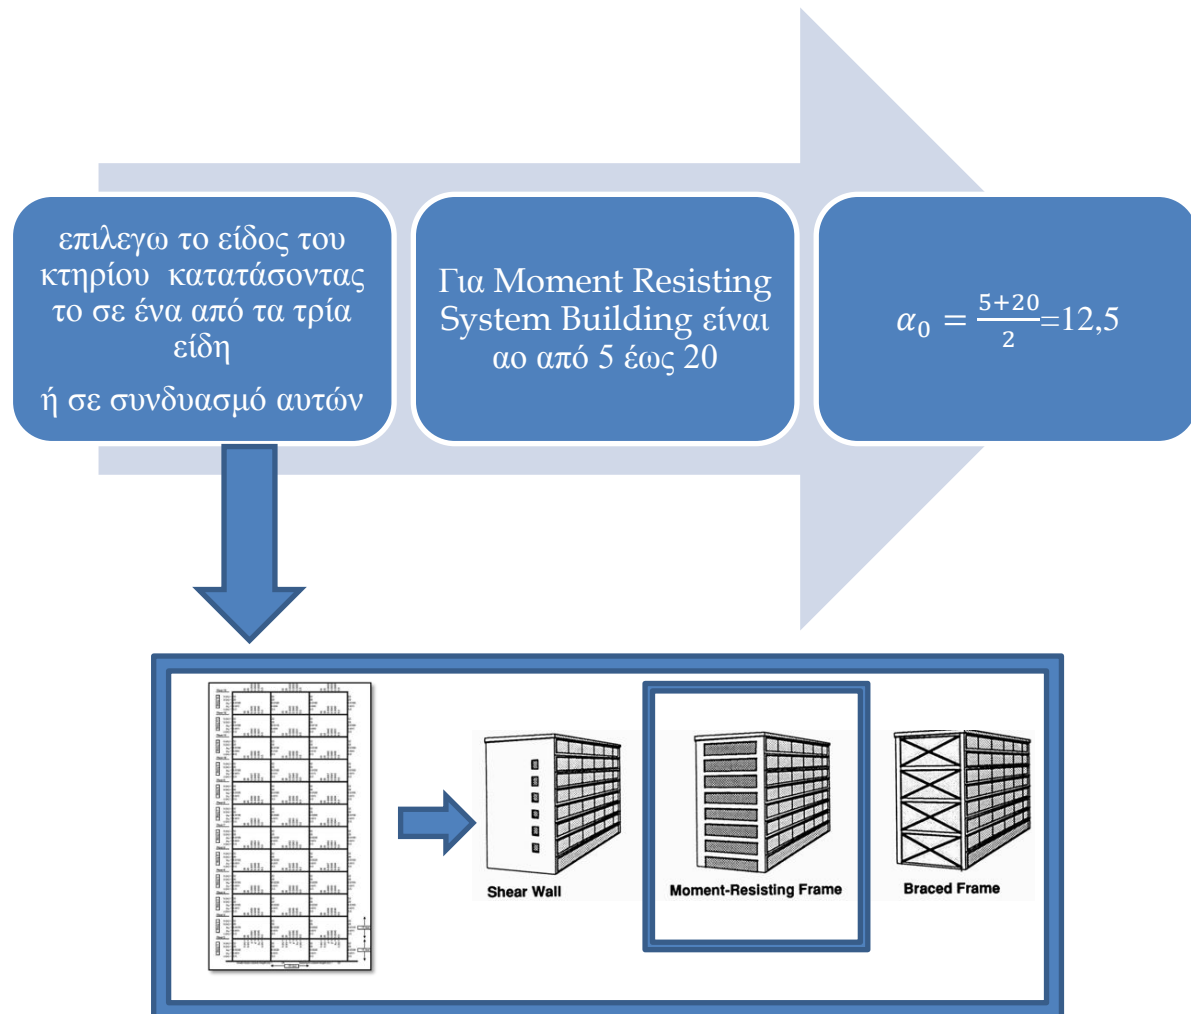 επιλεγω το είδος του
κτηρίου κατατάσοντας
το σε ένα από τα τρία
είδη
ή σε συνδυασμό αυτών
Για Moment Resisting
System Building είναι
αο από 5 έως 20
𝛼₀ = (5+20)/2 =12,5
Shear Wall
Moment-Resisting Frame
Braced Frame